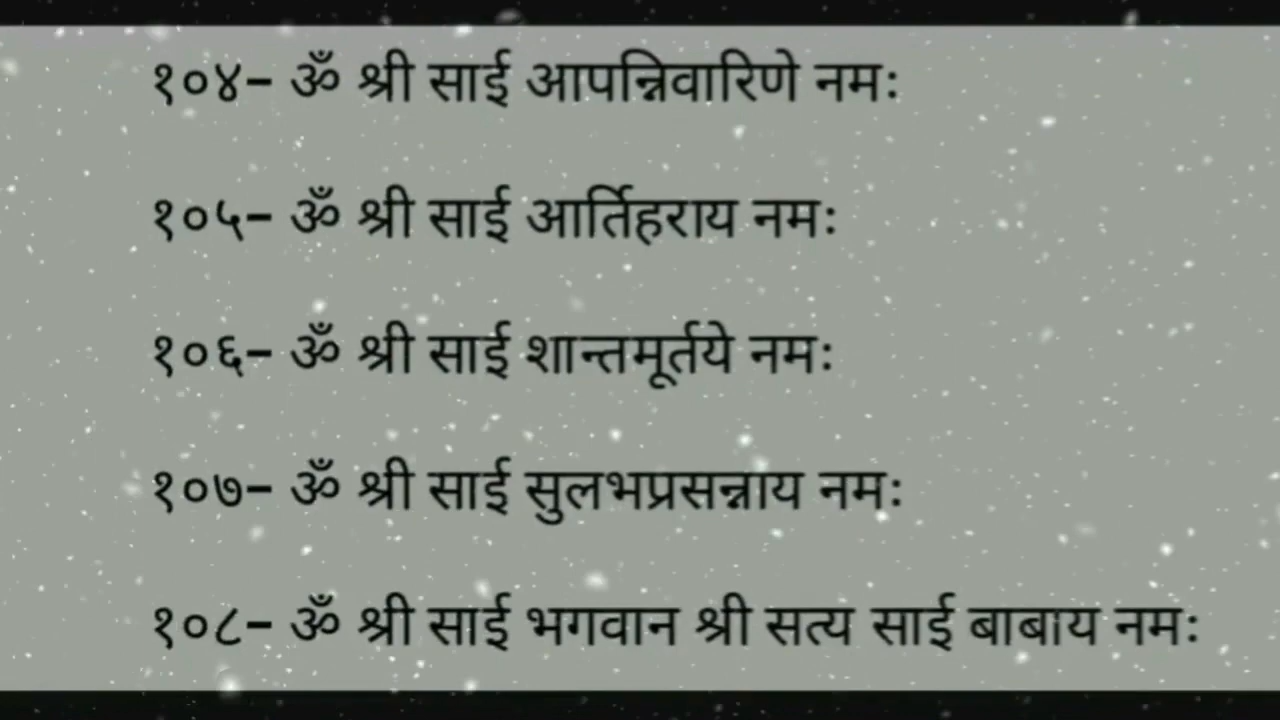 १०४– ॐ श्री साई आपन्निवारिणे नमः
१०५– ॐ श्री साई आर्तिहराय नमः
१०६– ॐ श्री साई शान्तमूर्तये नमः
१०७– ॐ श्री साई सुलभप्रसन्नाय नमः
१०८– ॐ श्री साई भगवान श्री सत्य साई बाबाय नमः